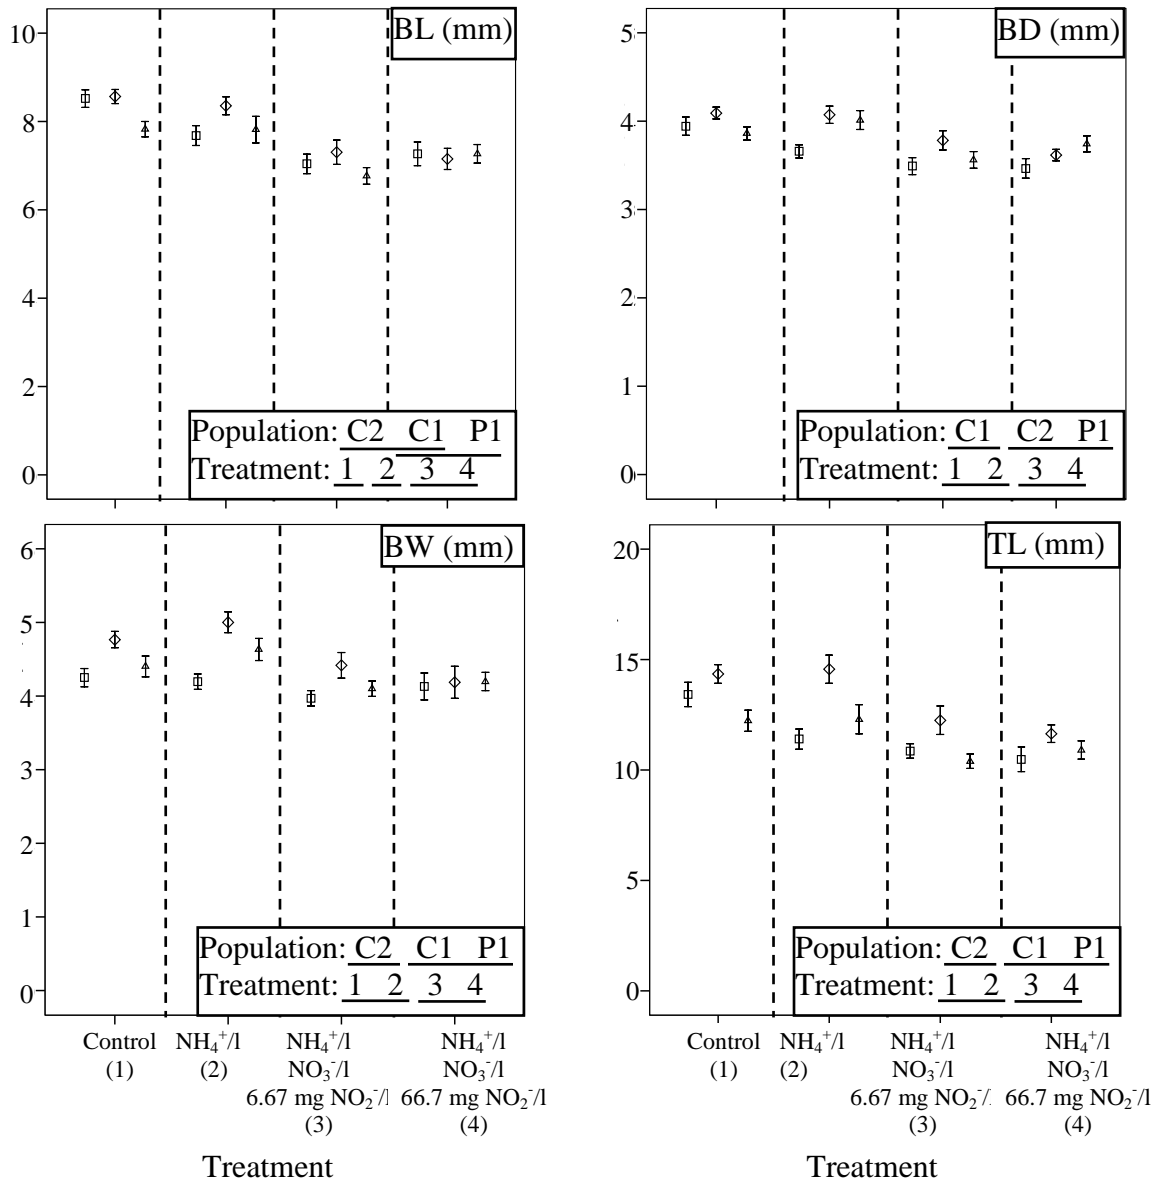 BL (mm)
10
8
6
4
2
0
Population: C2 C1 P1
Treatment: 1 2 3 4
BD (mm)
5
4
3
2
1
0
Population: C1 C2 P1
Treatment: 1 2 3 4
BW (mm)
6
5
4
3
2
1
0
Population: C2 C1 P1
Treatment: 1 2 3 4
TL (mm)
20
15
10
5
0
Population: C2 C1 P1
Treatment: 1 2 3 4
Control
(1)
NH₄⁺/l
(2)
NH₄⁺/l
NO₃⁻/l
6.67 mg NO₂⁻/l
(3)
NH₄⁺/l
NO₃⁻/l
66.7 mg NO₂⁻/l
(4)
Treatment
Control
(1)
NH₄⁺/l
(2)
NH₄⁺/l
NO₃⁻/l
6.67 mg NO₂⁻/
(3)
NH₄⁺/l
NO₃⁻/l
66.7 mg NO₂⁻/l
(4)
Treatment